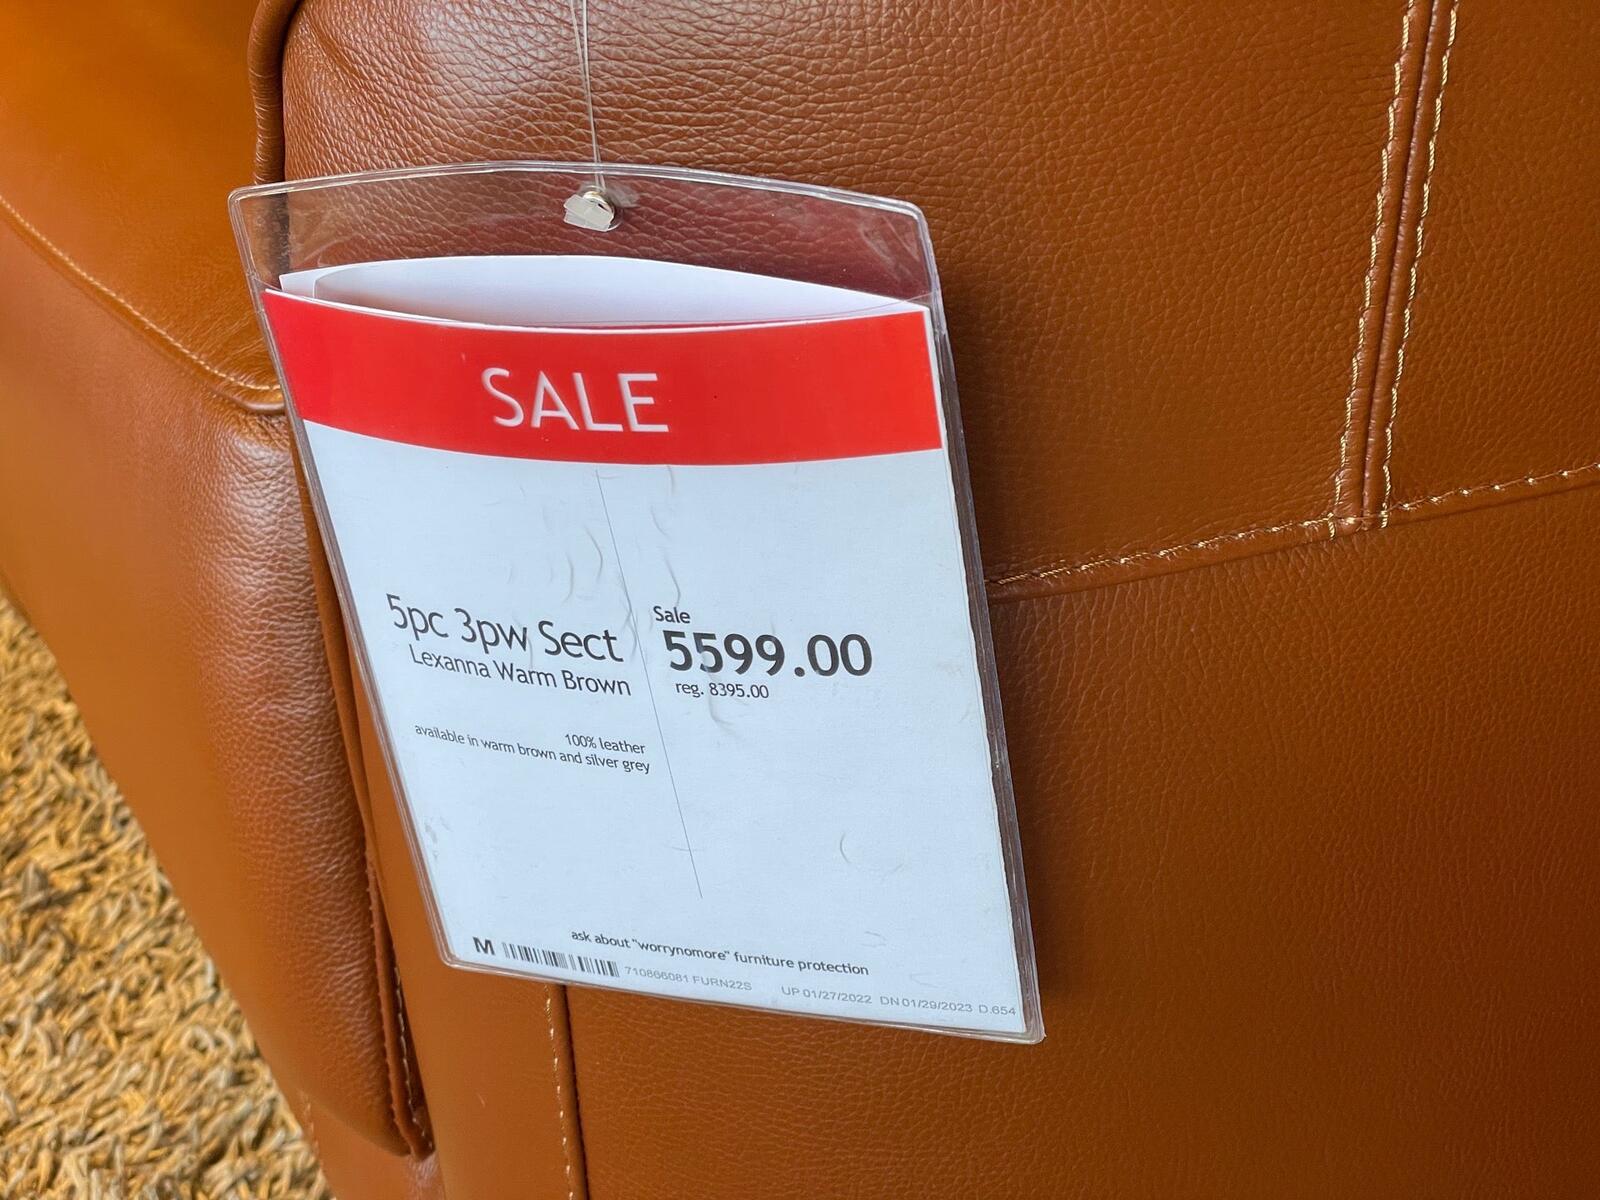 SALE
5pc 3pw Sect
Lexanna Warm Brown
100% leather
available in warm brown and silver grey
Sale
5599.00
reg. 8395.00
ask about "worrynomore" furniture protection
M 710866081 FURN22S UP 01/27/2022 DN 01/29/2023 D.654